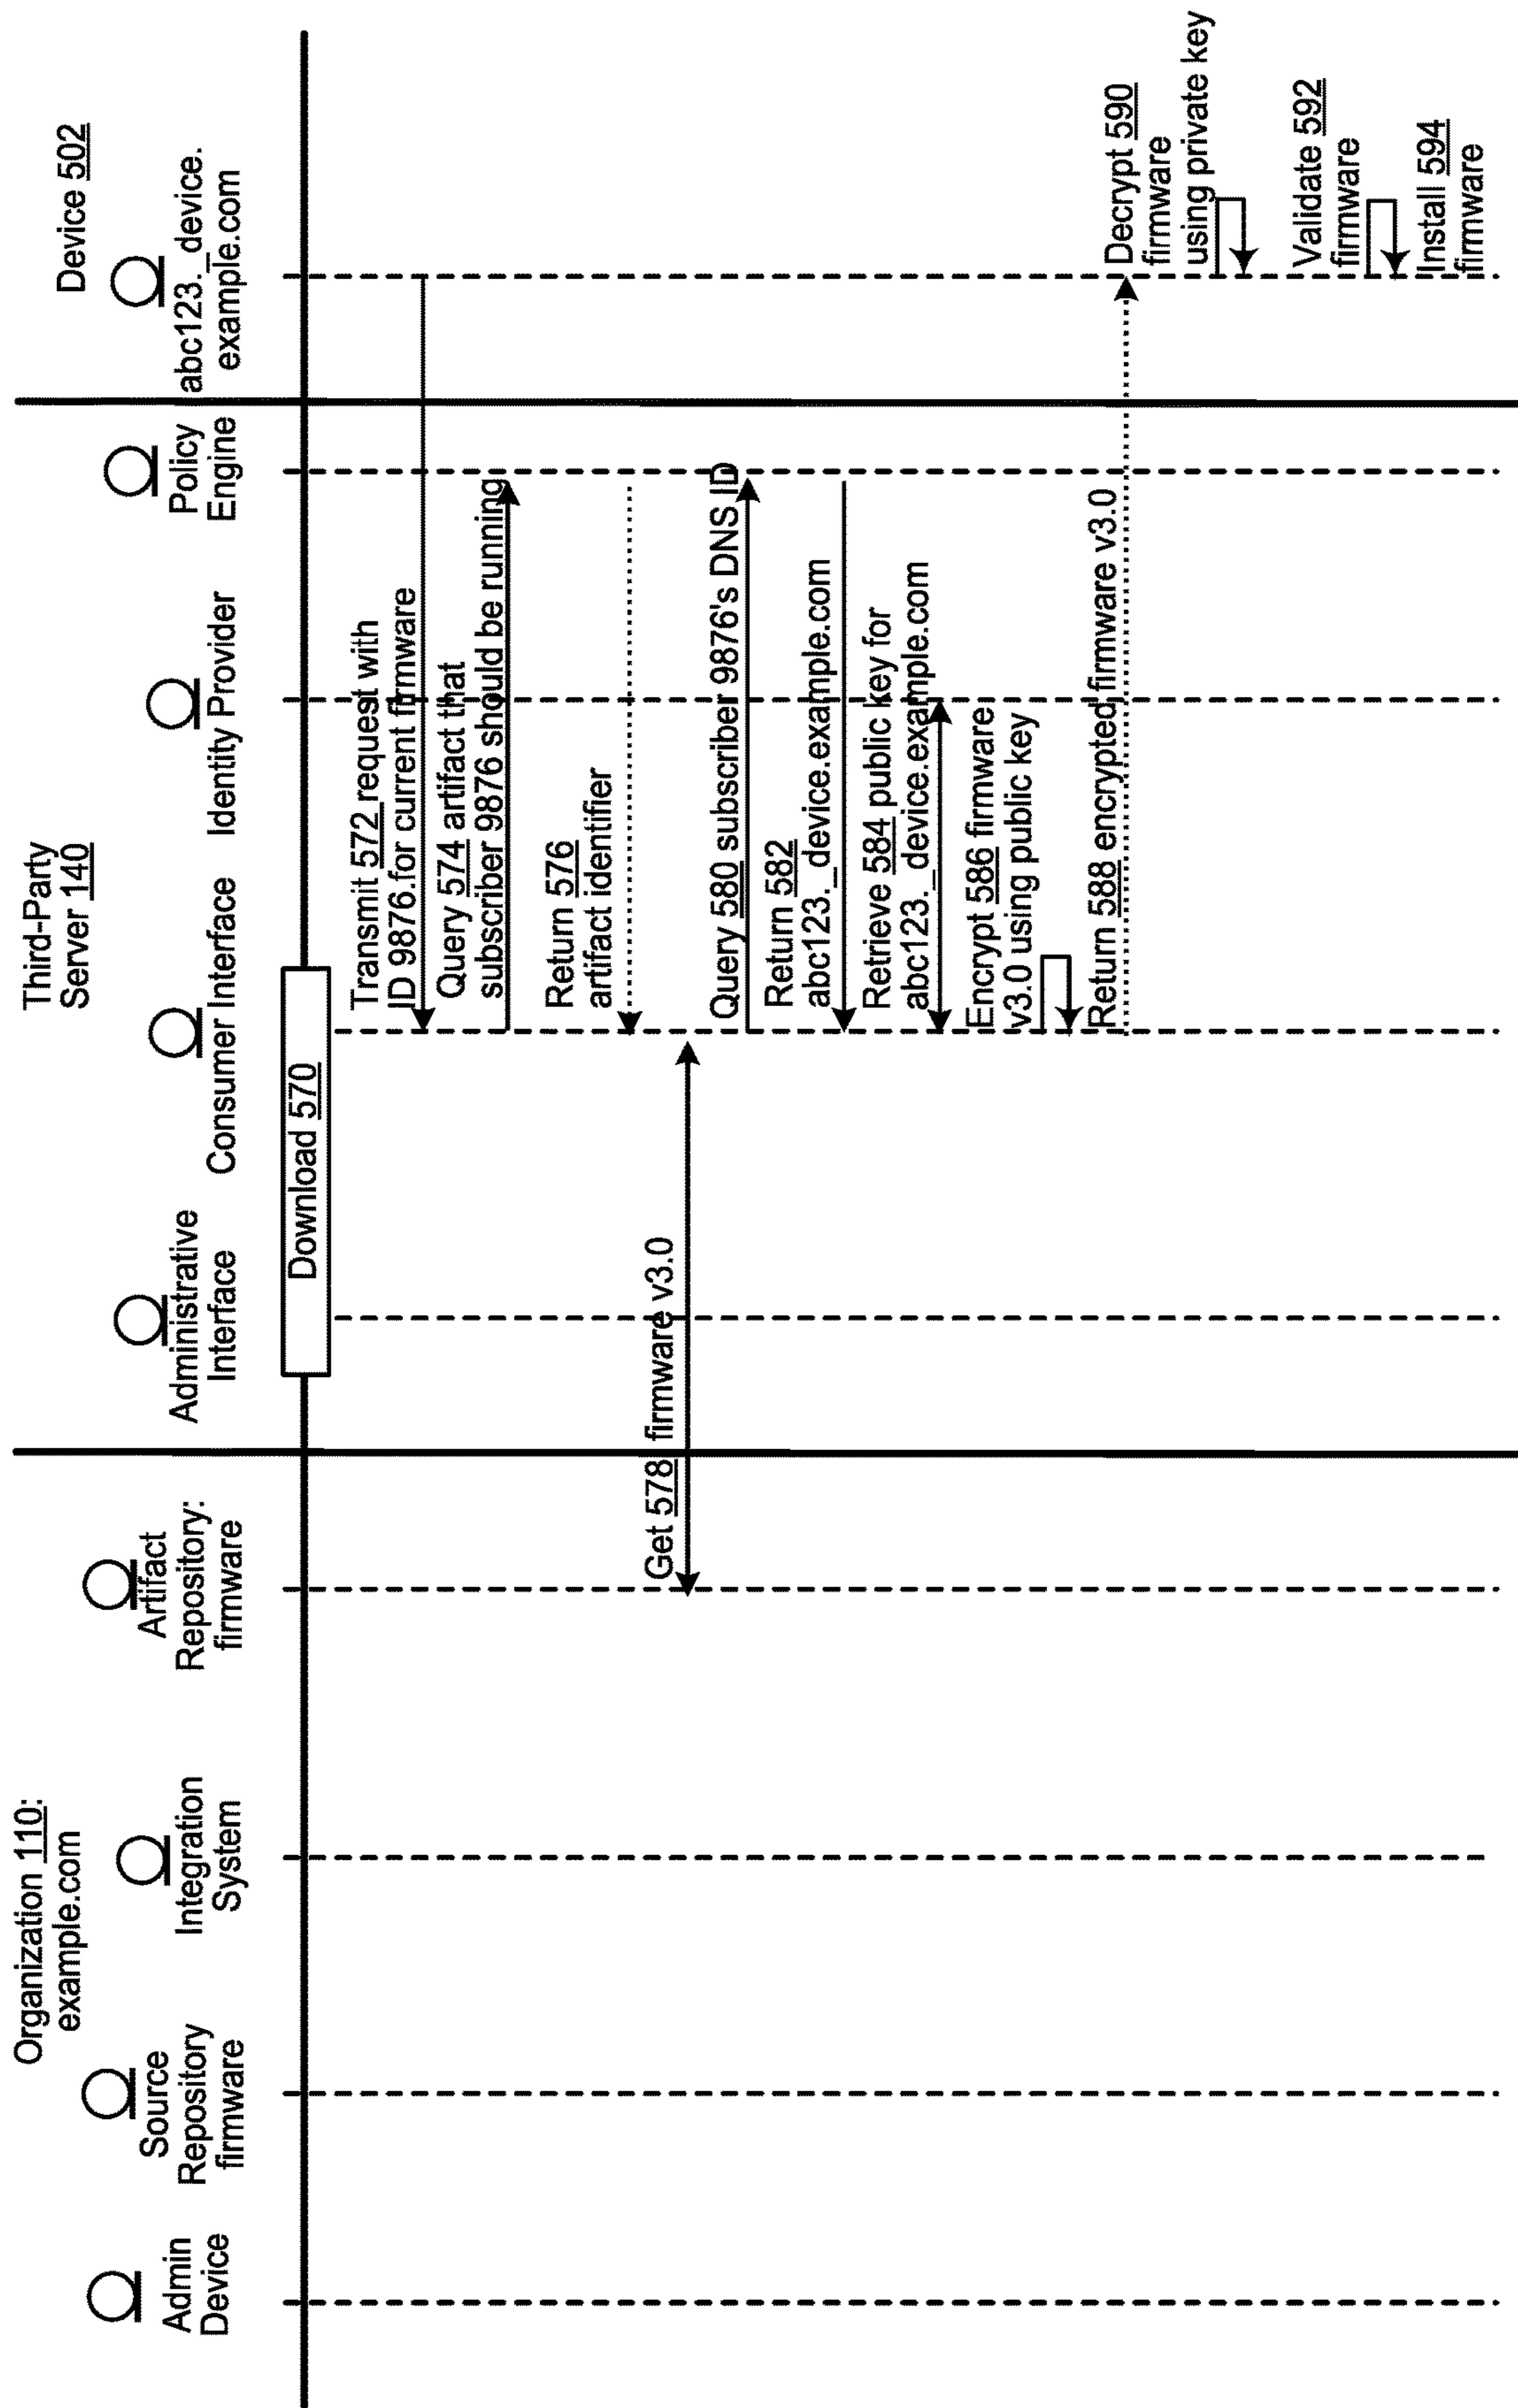 Organization 110:
example.com
Third-Party
Server 140
Device 502
Admin
Device
Source
Repository
firmware
Integration
System
Artifact
Repository:
firmware
Administrative
Interface
Consumer Interface
Identity Provider
Policy
Engine
abc123._device.
example.com
Download 570
Transmit 572 request with
ID 9876.for current firmware
Query 574 artifact that
subscriber 9876 should be running
Return 576
artifact identifier
Get 578 firmware v3.0
Query 580 subscriber 9876's DNS ID
Return 582
abc123._device.example.com
Retrieve 584 public key for
abc123._device.example.com
Encrypt 586 firmware
v3.0 using public key
Return 588 encrypted firmware v3.0
Decrypt 590
firmware
using private key
Validate 592
firmware
Install 594
firmware